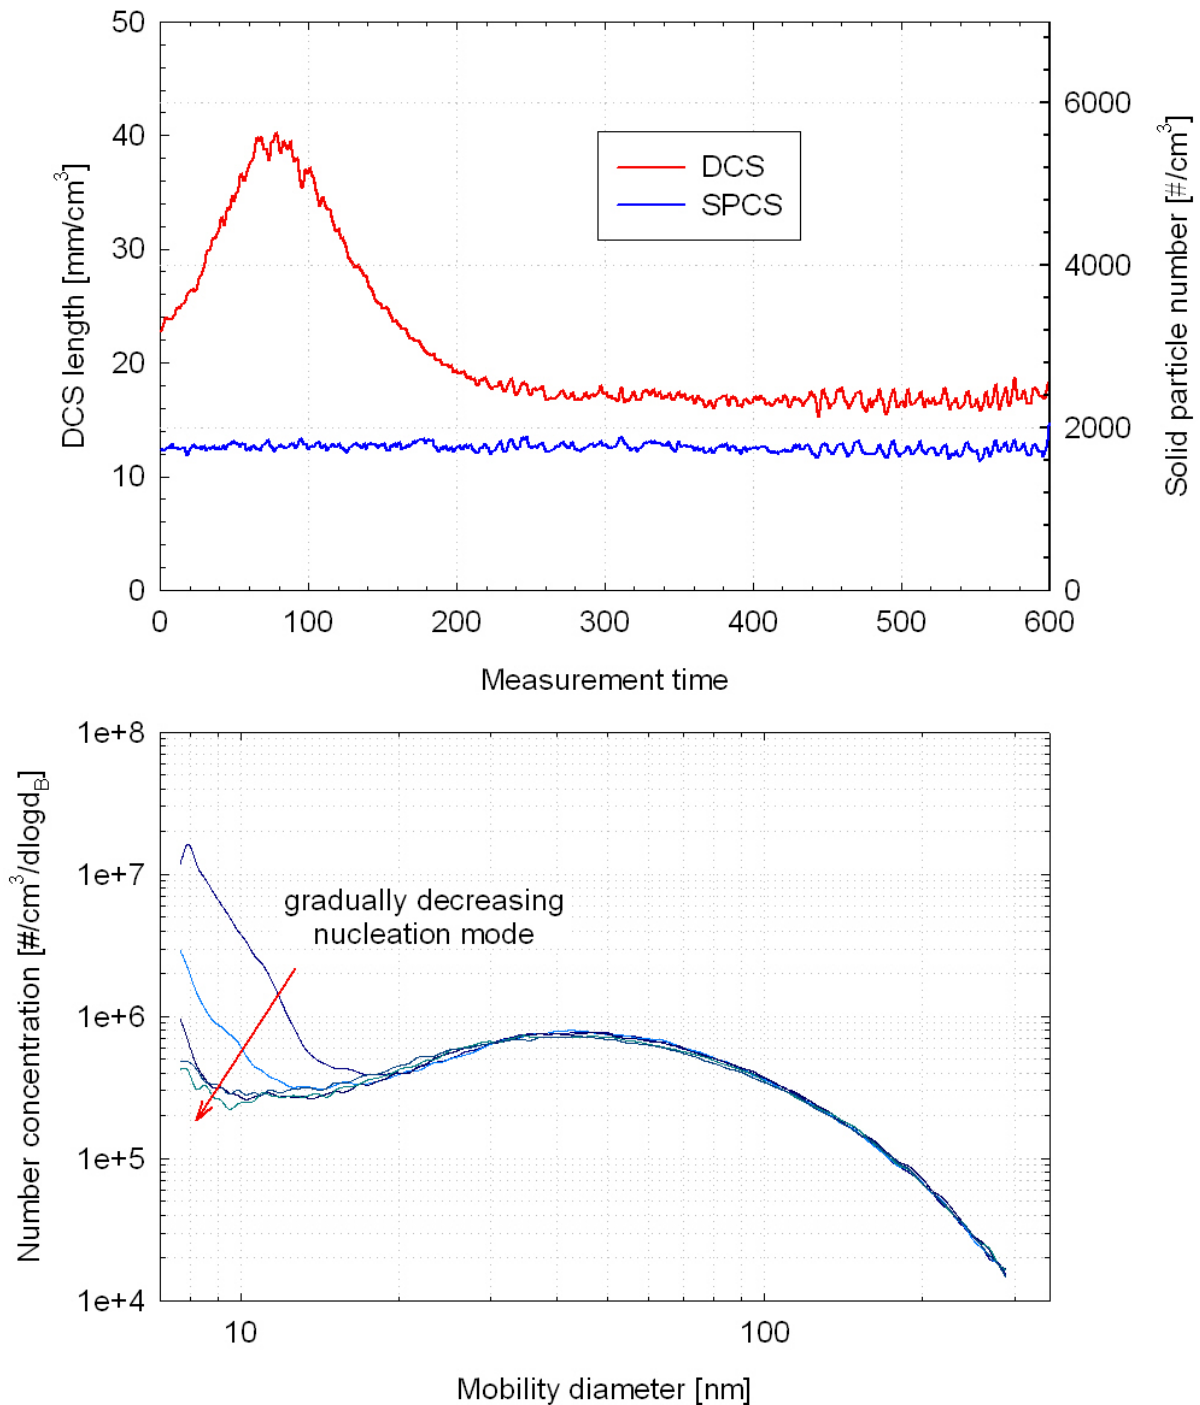 50
40
30
20
10
0
DCS length [mm/cm³]
6000
4000
2000
0
Solid particle number [#/cm³]
DCS
SPCS
0 100 200 300 400 500 600
Measurement time
1e+8
1e+7
1e+6
1e+5
1e+4
Number concentration [#/cm³/dlogd_B]
gradually decreasing
nucleation mode
10 100
Mobility diameter [nm]